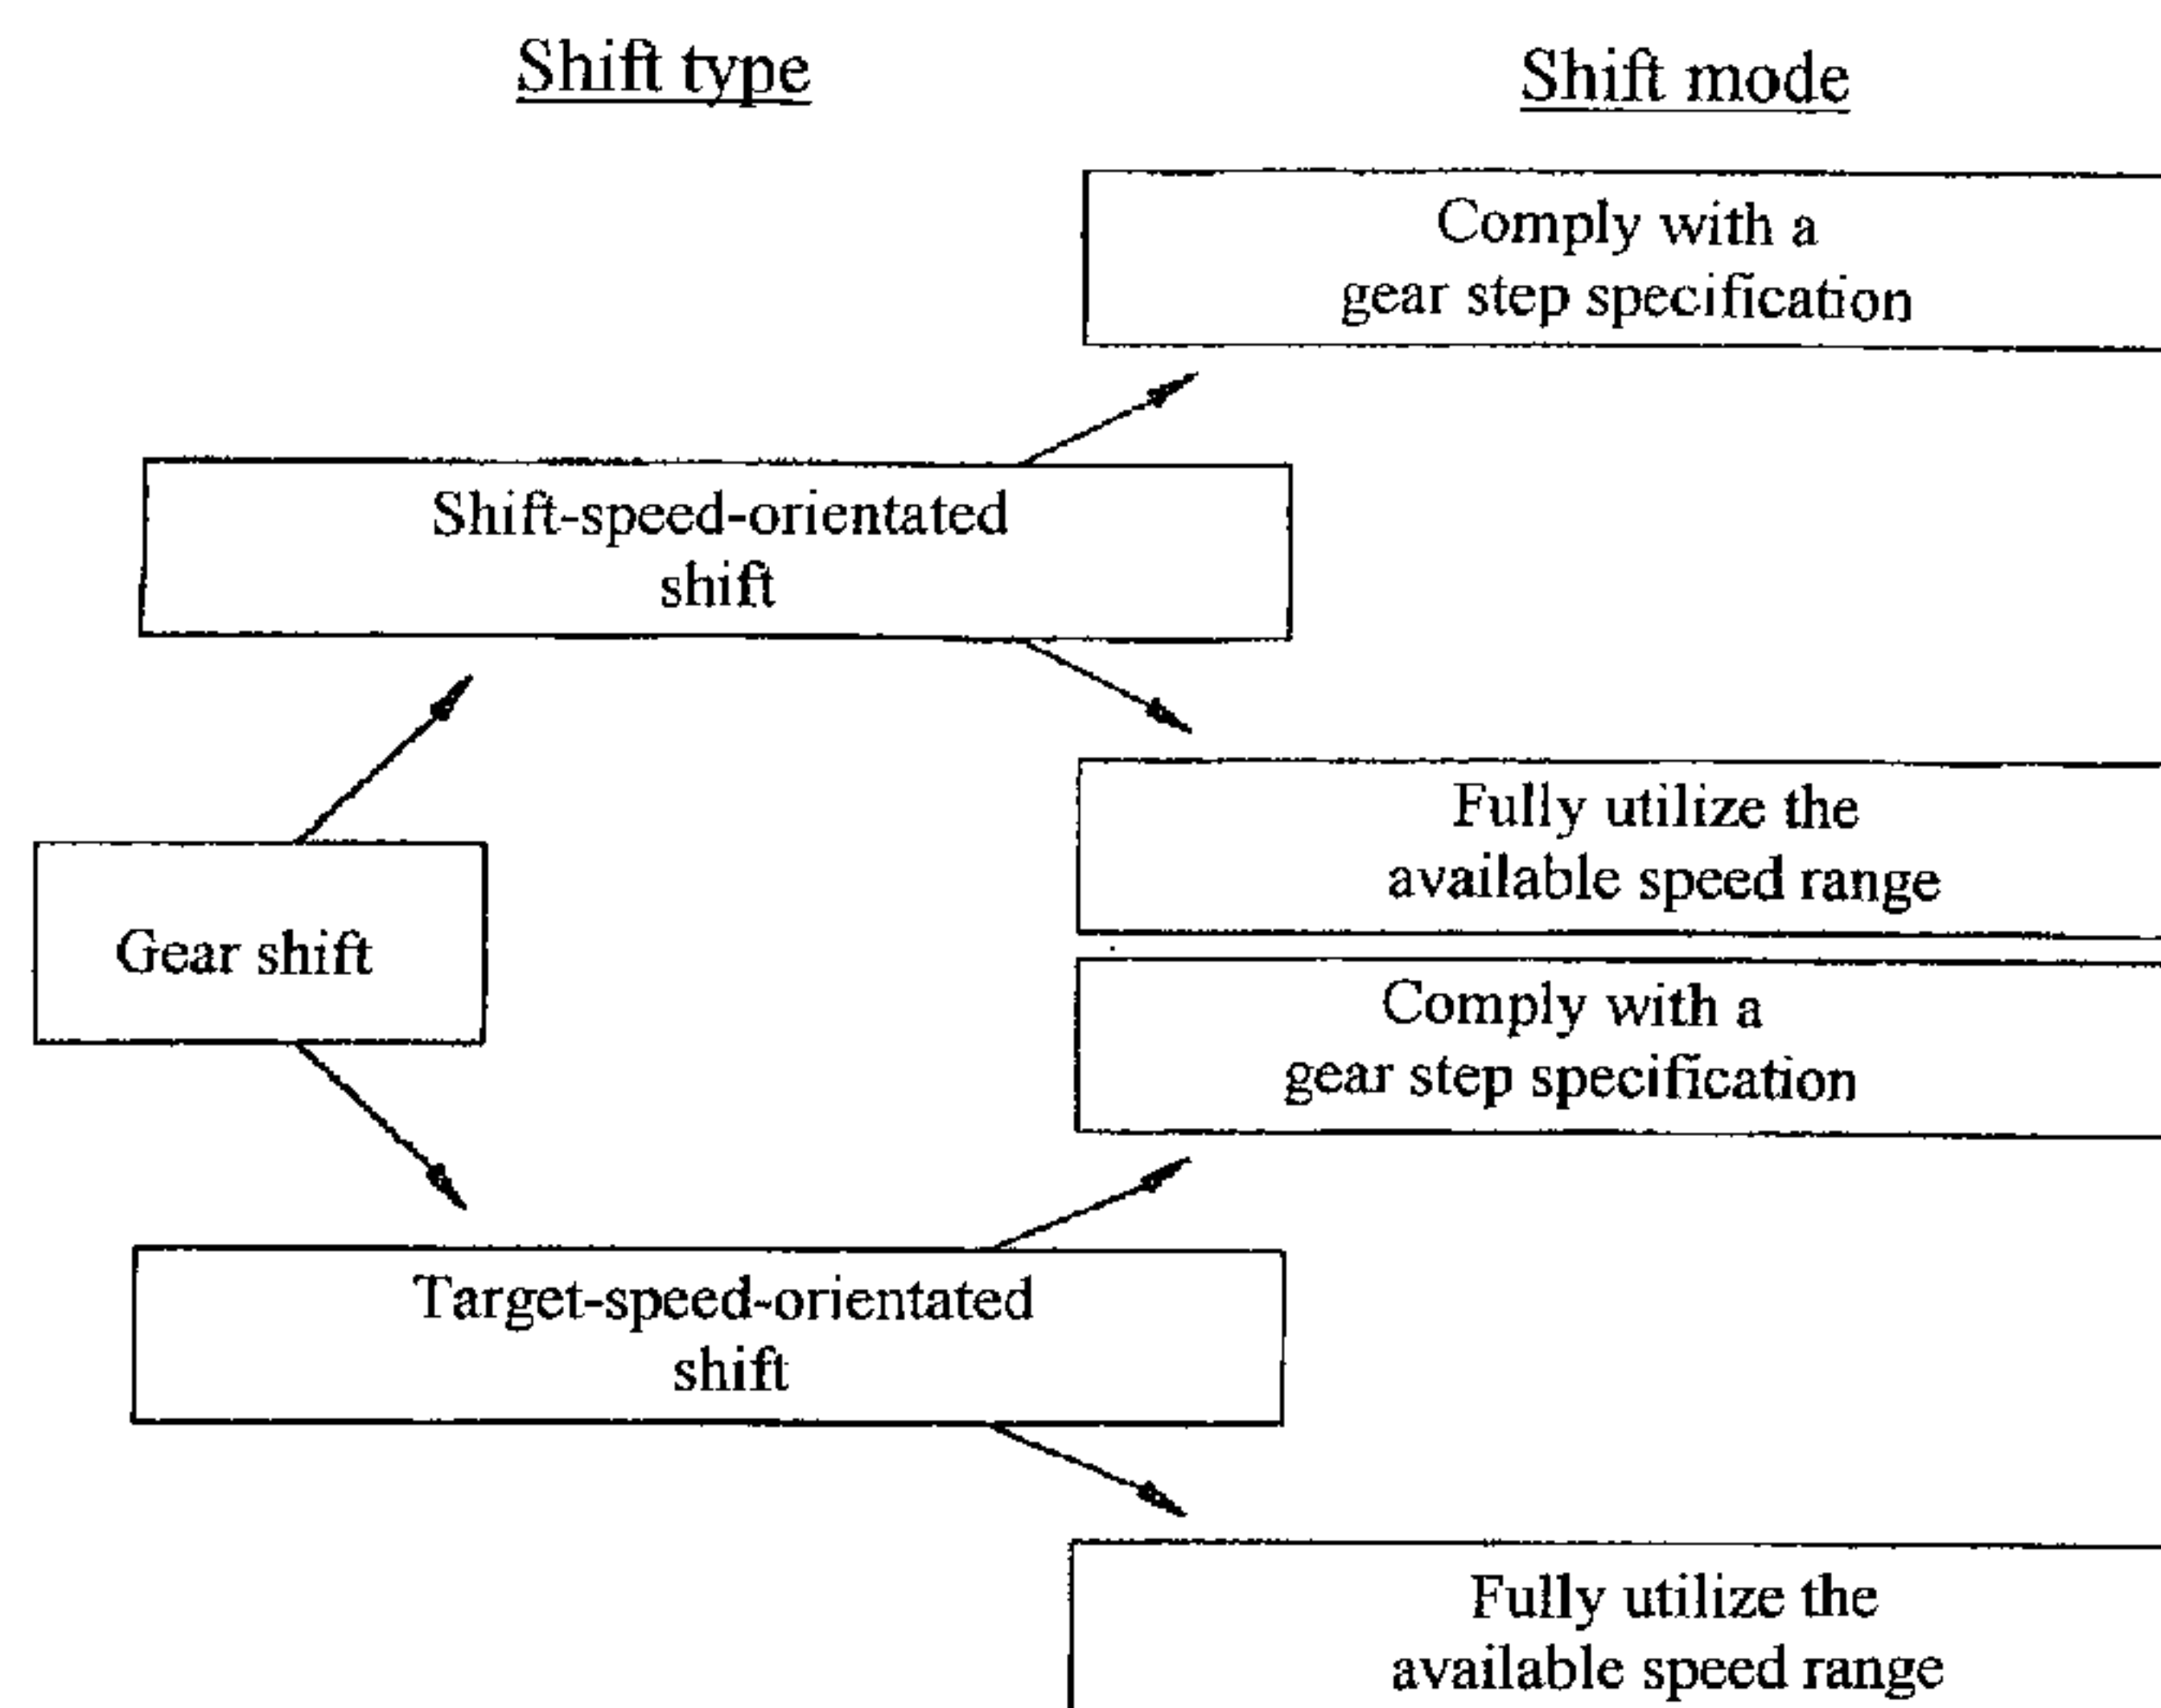 Shift type
Shift mode
Comply with a
gear step specification
Shift-speed-orientated
shift
Fully utilize the
available speed range
Gear shift
Comply with a
gear step specification
Target-speed-orientated
shift
Fully utilize the
available speed range